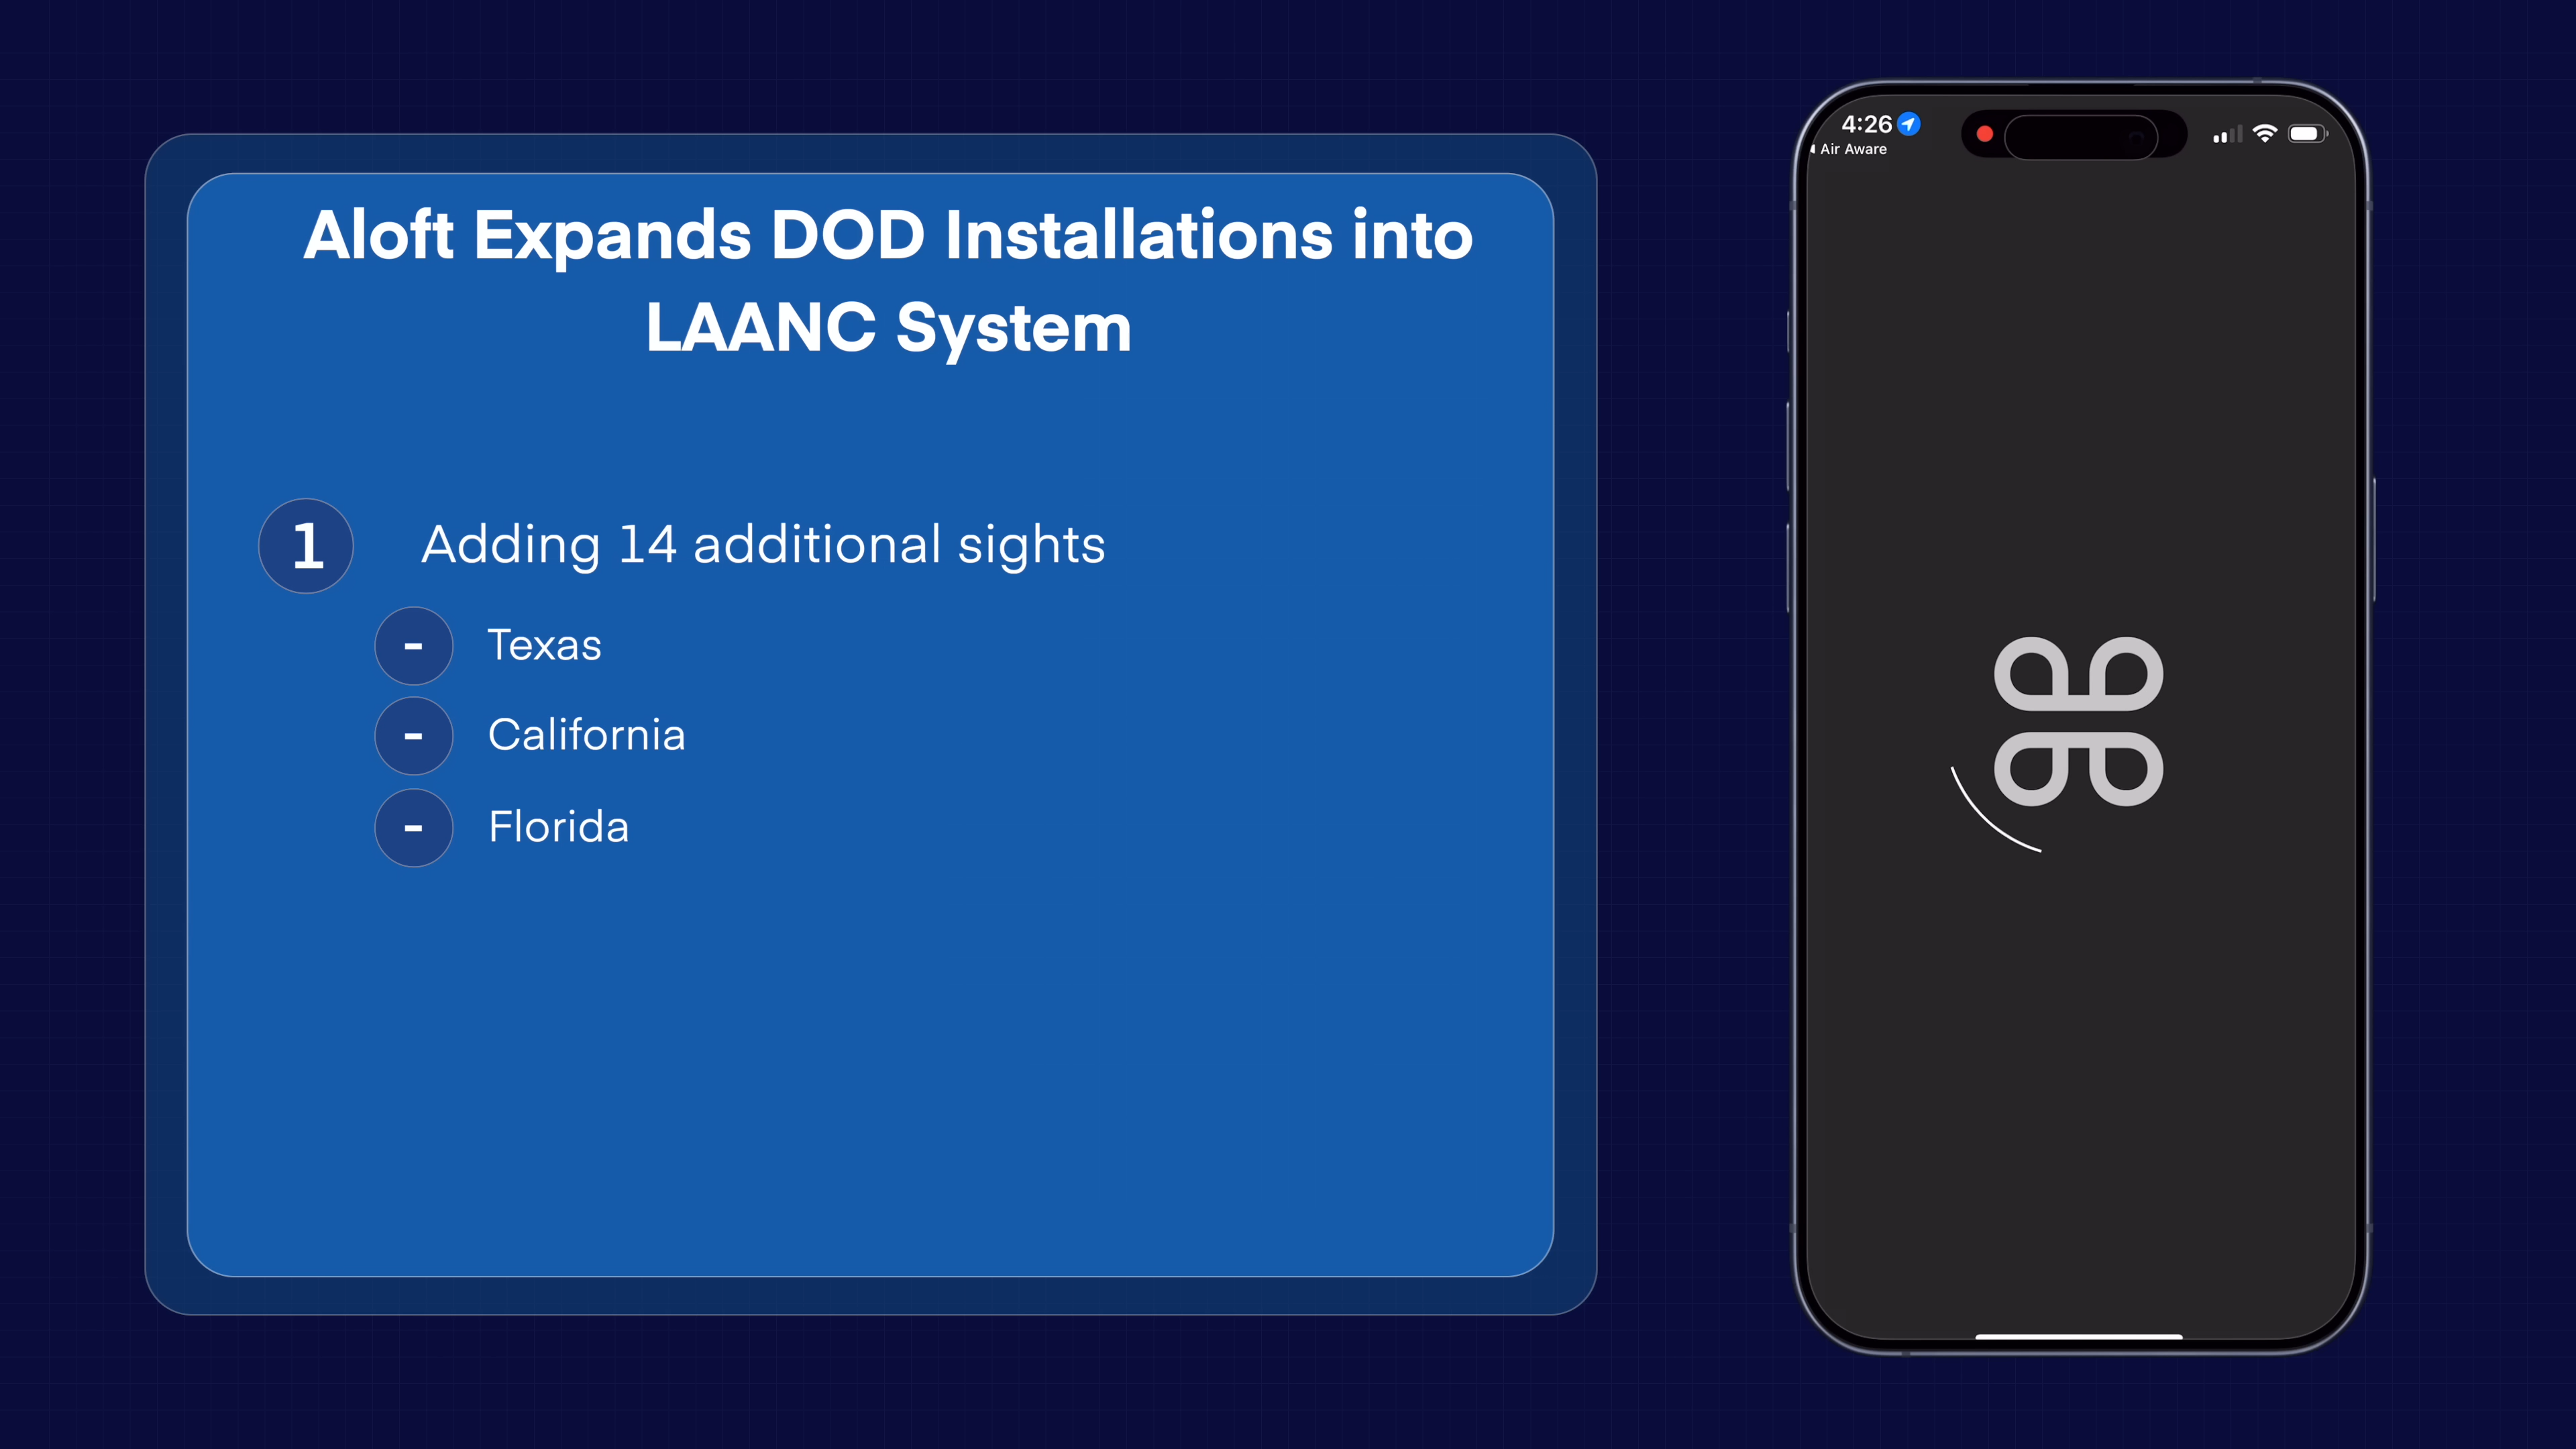 Aloft Expands DOD Installations into
LAANC System
1 Adding 14 additional sights
- Texas
- California
- Florida
4:26
Air Aware